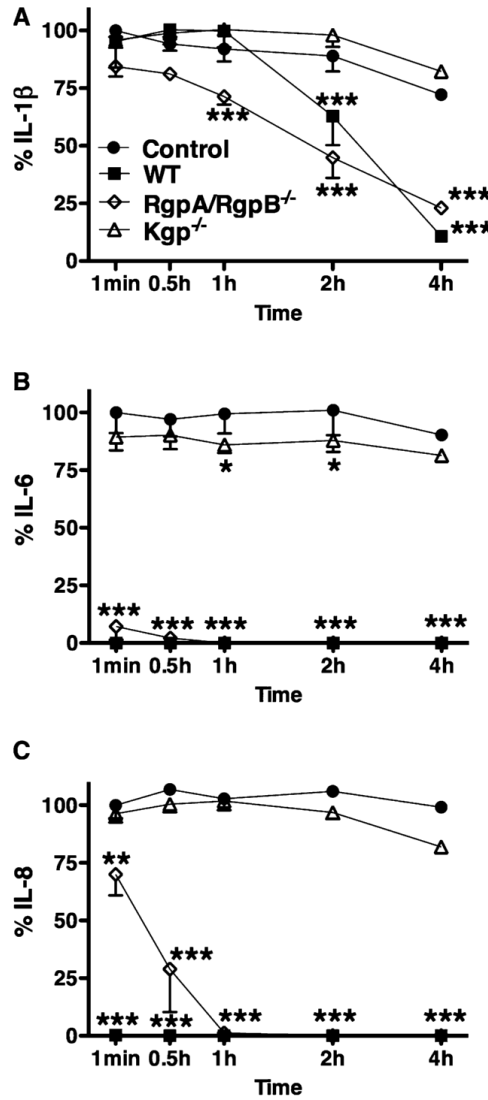 A
% IL-1β
100
75
50
25
0
***
***
***
***
***
Control
WT
RgpA/RgpB-/-
Kgp-/-
1min 0.5h 1h 2h 4h
Time
B
% IL-6
100
75
50
25
0
* *
*** *** *** *** ***
1min 0.5h 1h 2h 4h
Time
C
% IL-8
100
75
50
25
0
**
***
*** *** *** *** ***
1min 0.5h 1h 2h 4h
Time